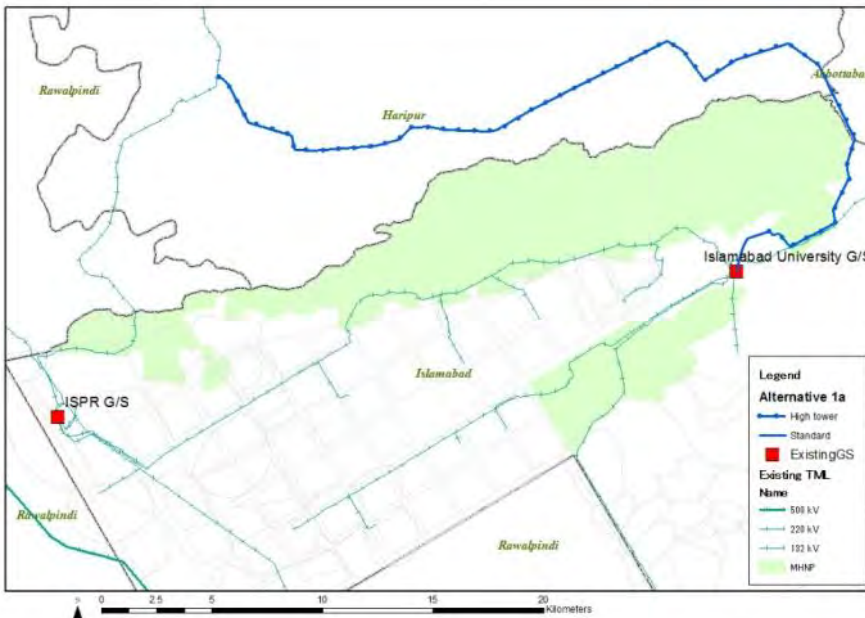 Rawalpindi
Haripur
Abbottaba
Islamabad University G/S
Islamabad
ISPR G/S
Rawalpindi
Rawalpindi
Legend
Alternative 1a
High tower
Standard
ExistingGS
Existing TML
Name
500 kV
220 kV
132 kV
MHNP
0 2.5 5 10 15 20
Kilometers